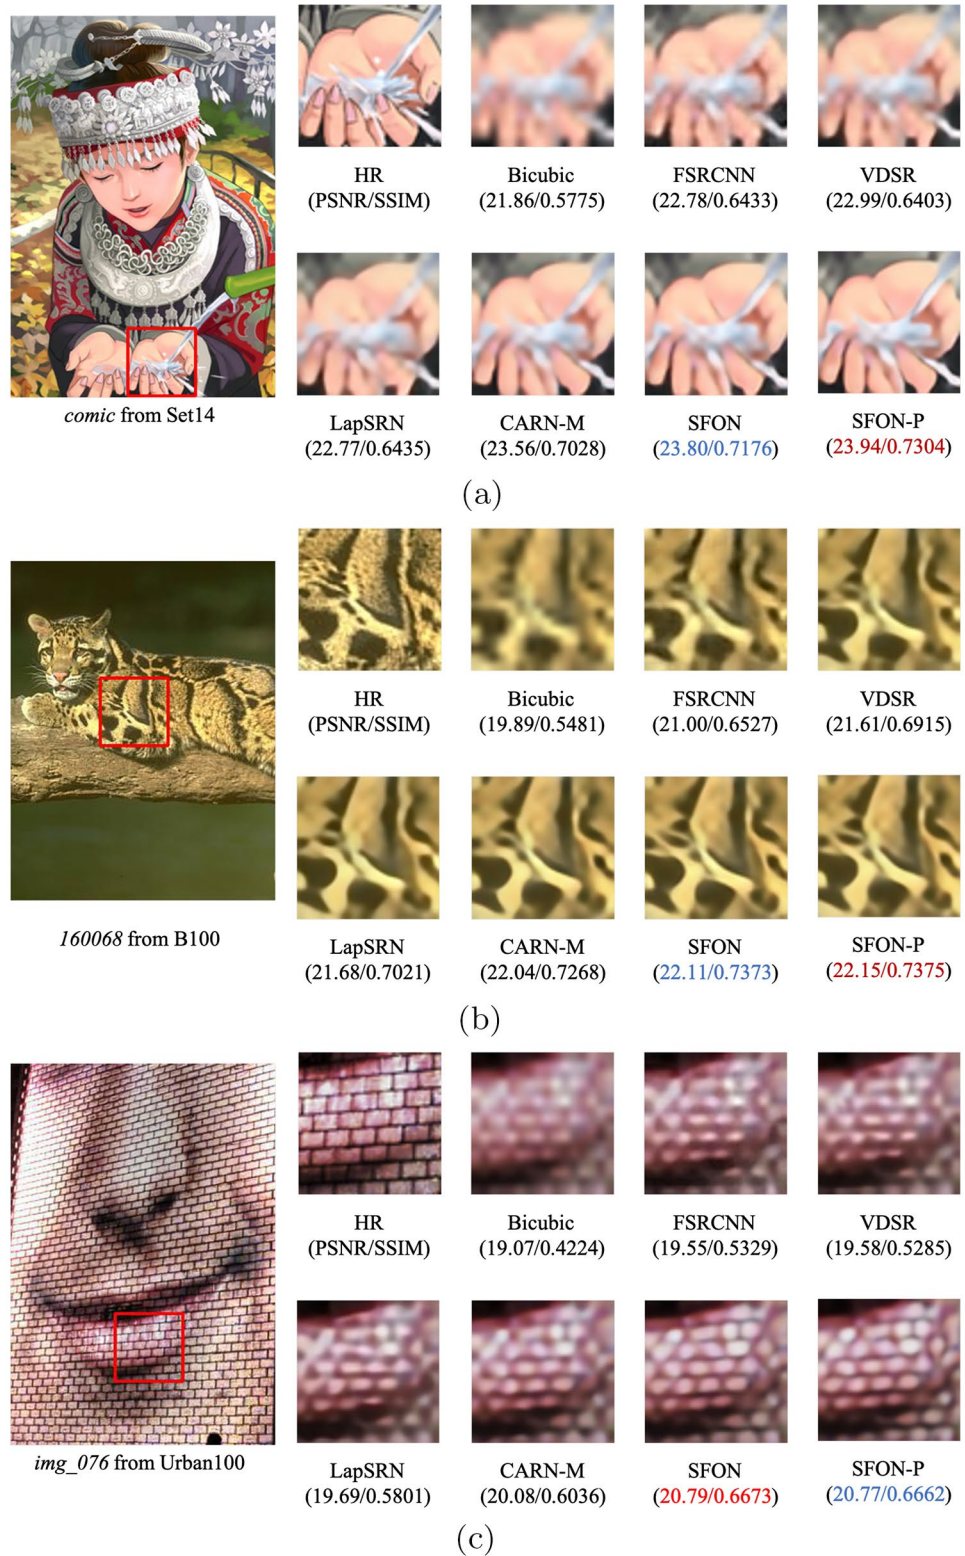 HR Bicubic FSRCNN VDSR
(PSNR/SSIM) (21.86/0.5775) (22.78/0.6433) (22.99/0.6403)
comic from Set14
LapSRN CARN-M SFON SFON-P
(22.77/0.6435) (23.56/0.7028) (23.80/0.7176) (23.94/0.7304)
(a)
HR Bicubic FSRCNN VDSR
(PSNR/SSIM) (19.89/0.5481) (21.00/0.6527) (21.61/0.6915)
160068 from B100
LapSRN CARN-M SFON SFON-P
(21.68/0.7021) (22.04/0.7268) (22.11/0.7373) (22.15/0.7375)
(b)
HR Bicubic FSRCNN VDSR
(PSNR/SSIM) (19.07/0.4224) (19.55/0.5329) (19.58/0.5285)
img_076 from Urban100
LapSRN CARN-M SFON SFON-P
(19.69/0.5801) (20.08/0.6036) (20.79/0.6673) (20.77/0.6662)
(c)